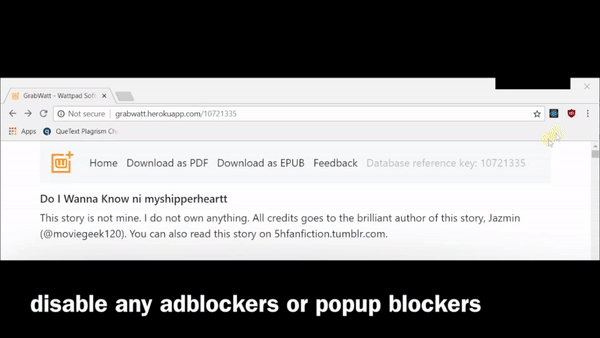 GrabWatt - Wattpad Soft
Not secure | grabwatt.herokuapp.com/10721335
Apps QueText Plagrism Che
Home Download as PDF Download as EPUB Feedback Database reference key: 10721335
Do I Wanna Know ni myshipperheartt
This story is not mine. I do not own anything. All credits goes to the brilliant author of this story, Jazmin
(@moviegeek120). You can also read this story on 5hfanfiction.tumblr.com.
disable any adblockers or popup blockers